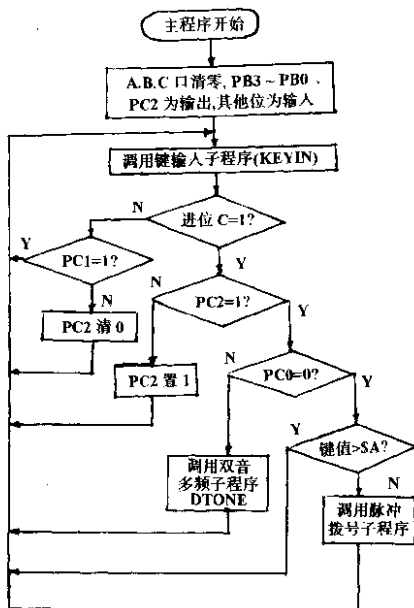 主程序开始
A.B.C 口清零, PB3 ~ PB0 、
PC2 为输出,其他位为输入
调用键输入子程序(KEYIN)
N
进位 C=1?
Y
PC1=1?
Y
N
PC2=1?
Y
N
PC2 清 0
N
PC0=0?
Y
PC2 置 1
Y
键值>$A?
调用双音
多频子程序
DTONE
N
调用脉冲
拨号子程序